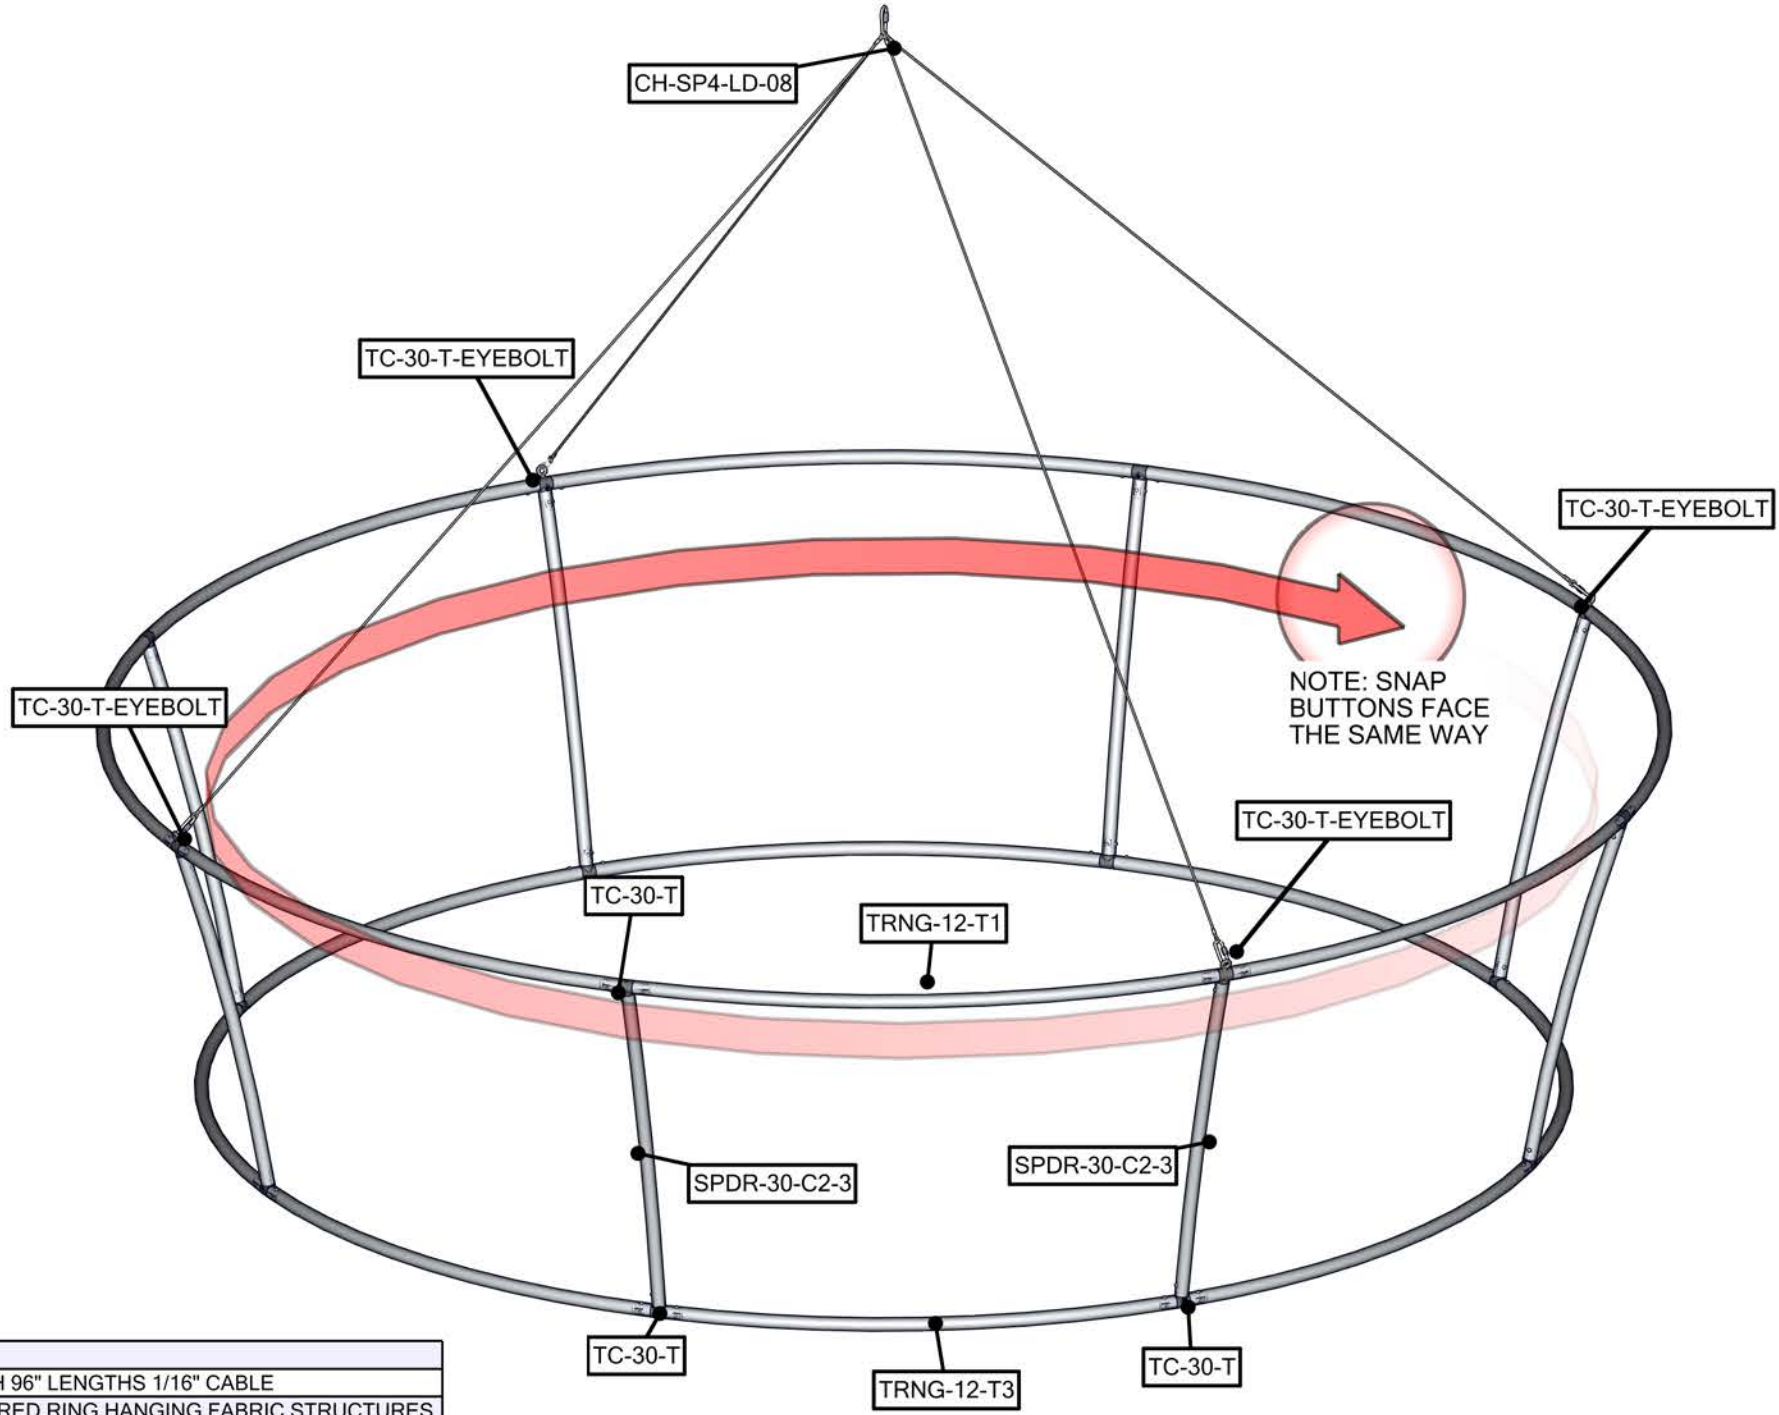 CH-SP4-LD-08
TC-30-T-EYEBOLT
TC-30-T-EYEBOLT
TC-30-T-EYEBOLT
NOTE: SNAP
BUTTONS FACE
THE SAME WAY
TC-30-T-EYEBOLT
TC-30-T
TRNG-12-T1
SPDR-30-C2-3
SPDR-30-C2-3
TC-30-T
TC-30-T
TRNG-12-T3
96" LENGTHS 1/16" CABLE
RING HANGING FABRIC STRUCTURES